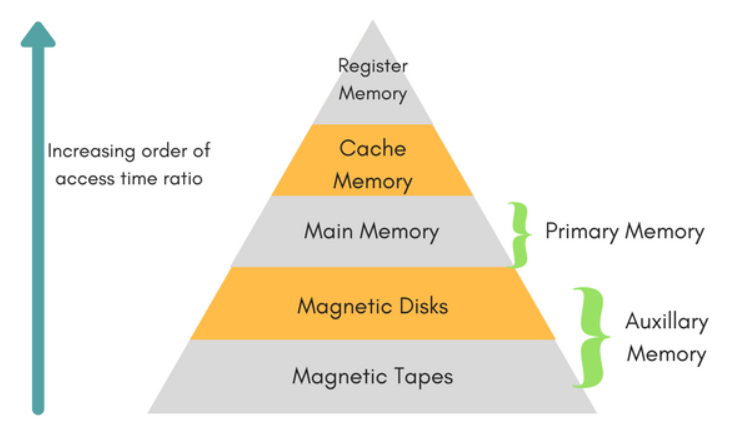 Register
Memory
Increasing order of
access time ratio
Cache
Memory
Main Memory
Primary Memory
Magnetic Disks
Auxillary
Memory
Magnetic Tapes